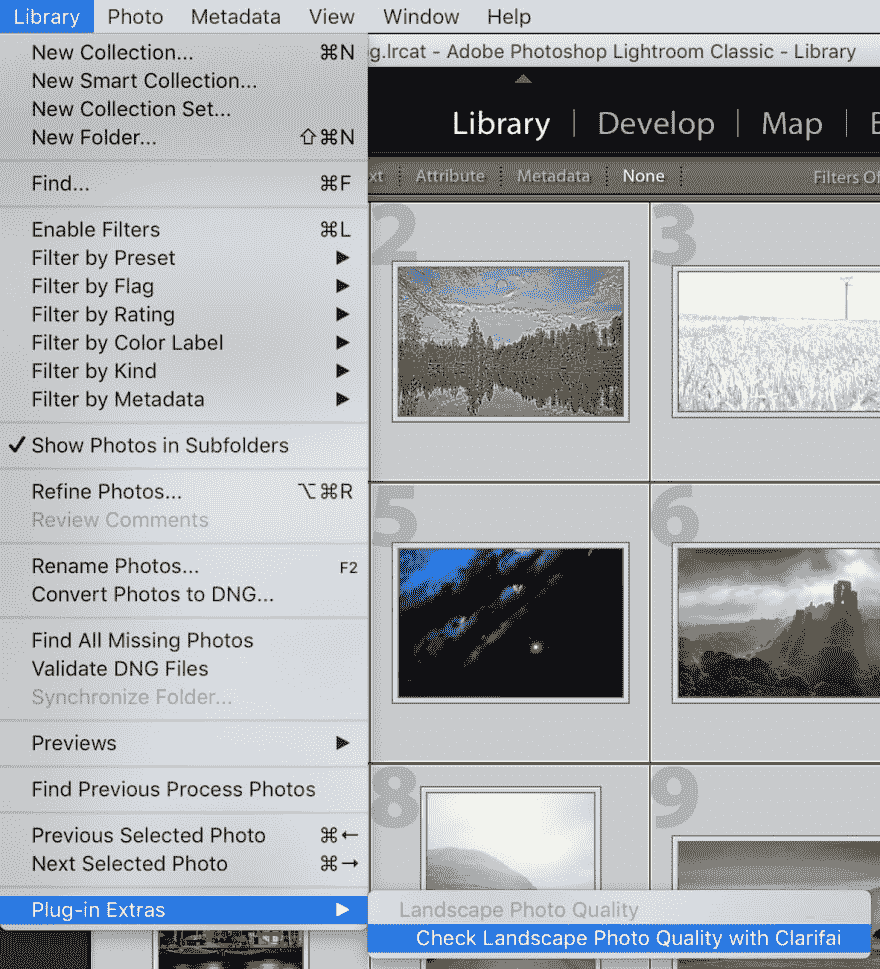 Library Photo Metadata View Window Help
g.lrcat - Adobe Photoshop Lightroom Classic - Library
Library | Develop | Map |
Attribute Metadata None Filters
New Collection... ⌘N
New Smart Collection...
New Collection Set...
New Folder... ⇧⌘N
Find... ⌘F
Enable Filters ⌘L
Filter by Preset ▶
Filter by Flag ▶
Filter by Rating ▶
Filter by Color Label ▶
Filter by Kind ▶
Filter by Metadata ▶
✓ Show Photos in Subfolders
Refine Photos... ⌥⌘R
Review Comments
Rename Photos... F2
Convert Photos to DNG...
Find All Missing Photos
Validate DNG Files
Synchronize Folder...
Previews ▶
Find Previous Process Photos
Previous Selected Photo ⌘←
Next Selected Photo ⌘→
Plug-in Extras ▶
Landscape Photo Quality
Check Landscape Photo Quality with Clarifai
2 3
5 6
8 9